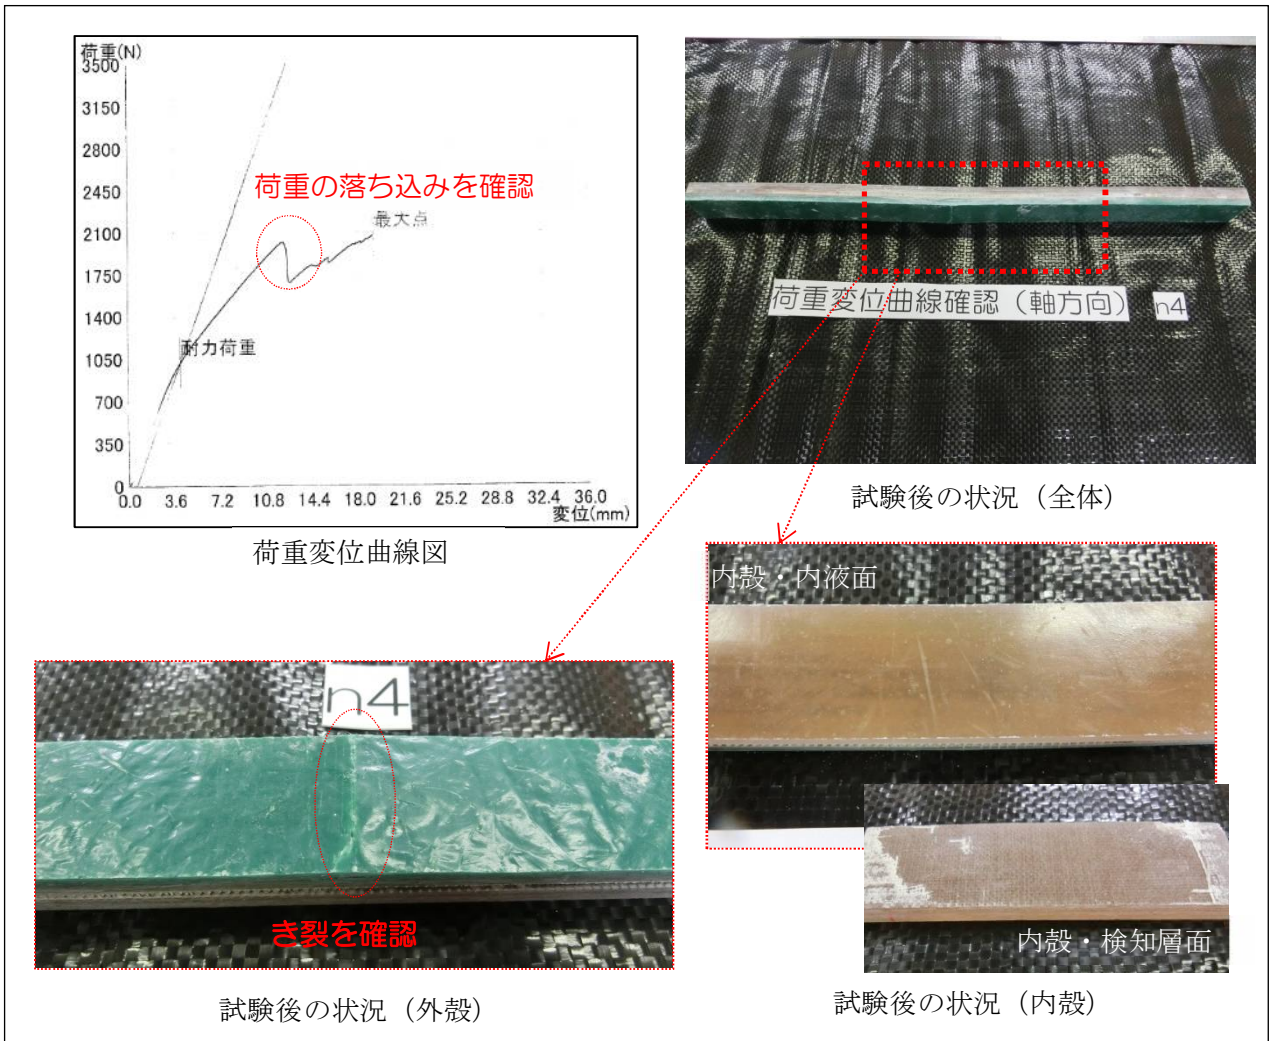 荷重(N)
3500
3150
2800
2450
2100
1750
1400
1050
700
350
0
0.0 3.6 7.2 10.8 14.4 18.0 21.6 25.2 28.8 32.4 36.0
変位(mm)
荷重の落ち込みを確認
最大点
耐力荷重
荷重変位曲線図
荷重変位曲線確認（軸方向） n4
試験後の状況（全体）
内殻・内液面
内殻・検知層面
試験後の状況（内殻）
n4
き裂を確認
試験後の状況（外殻）